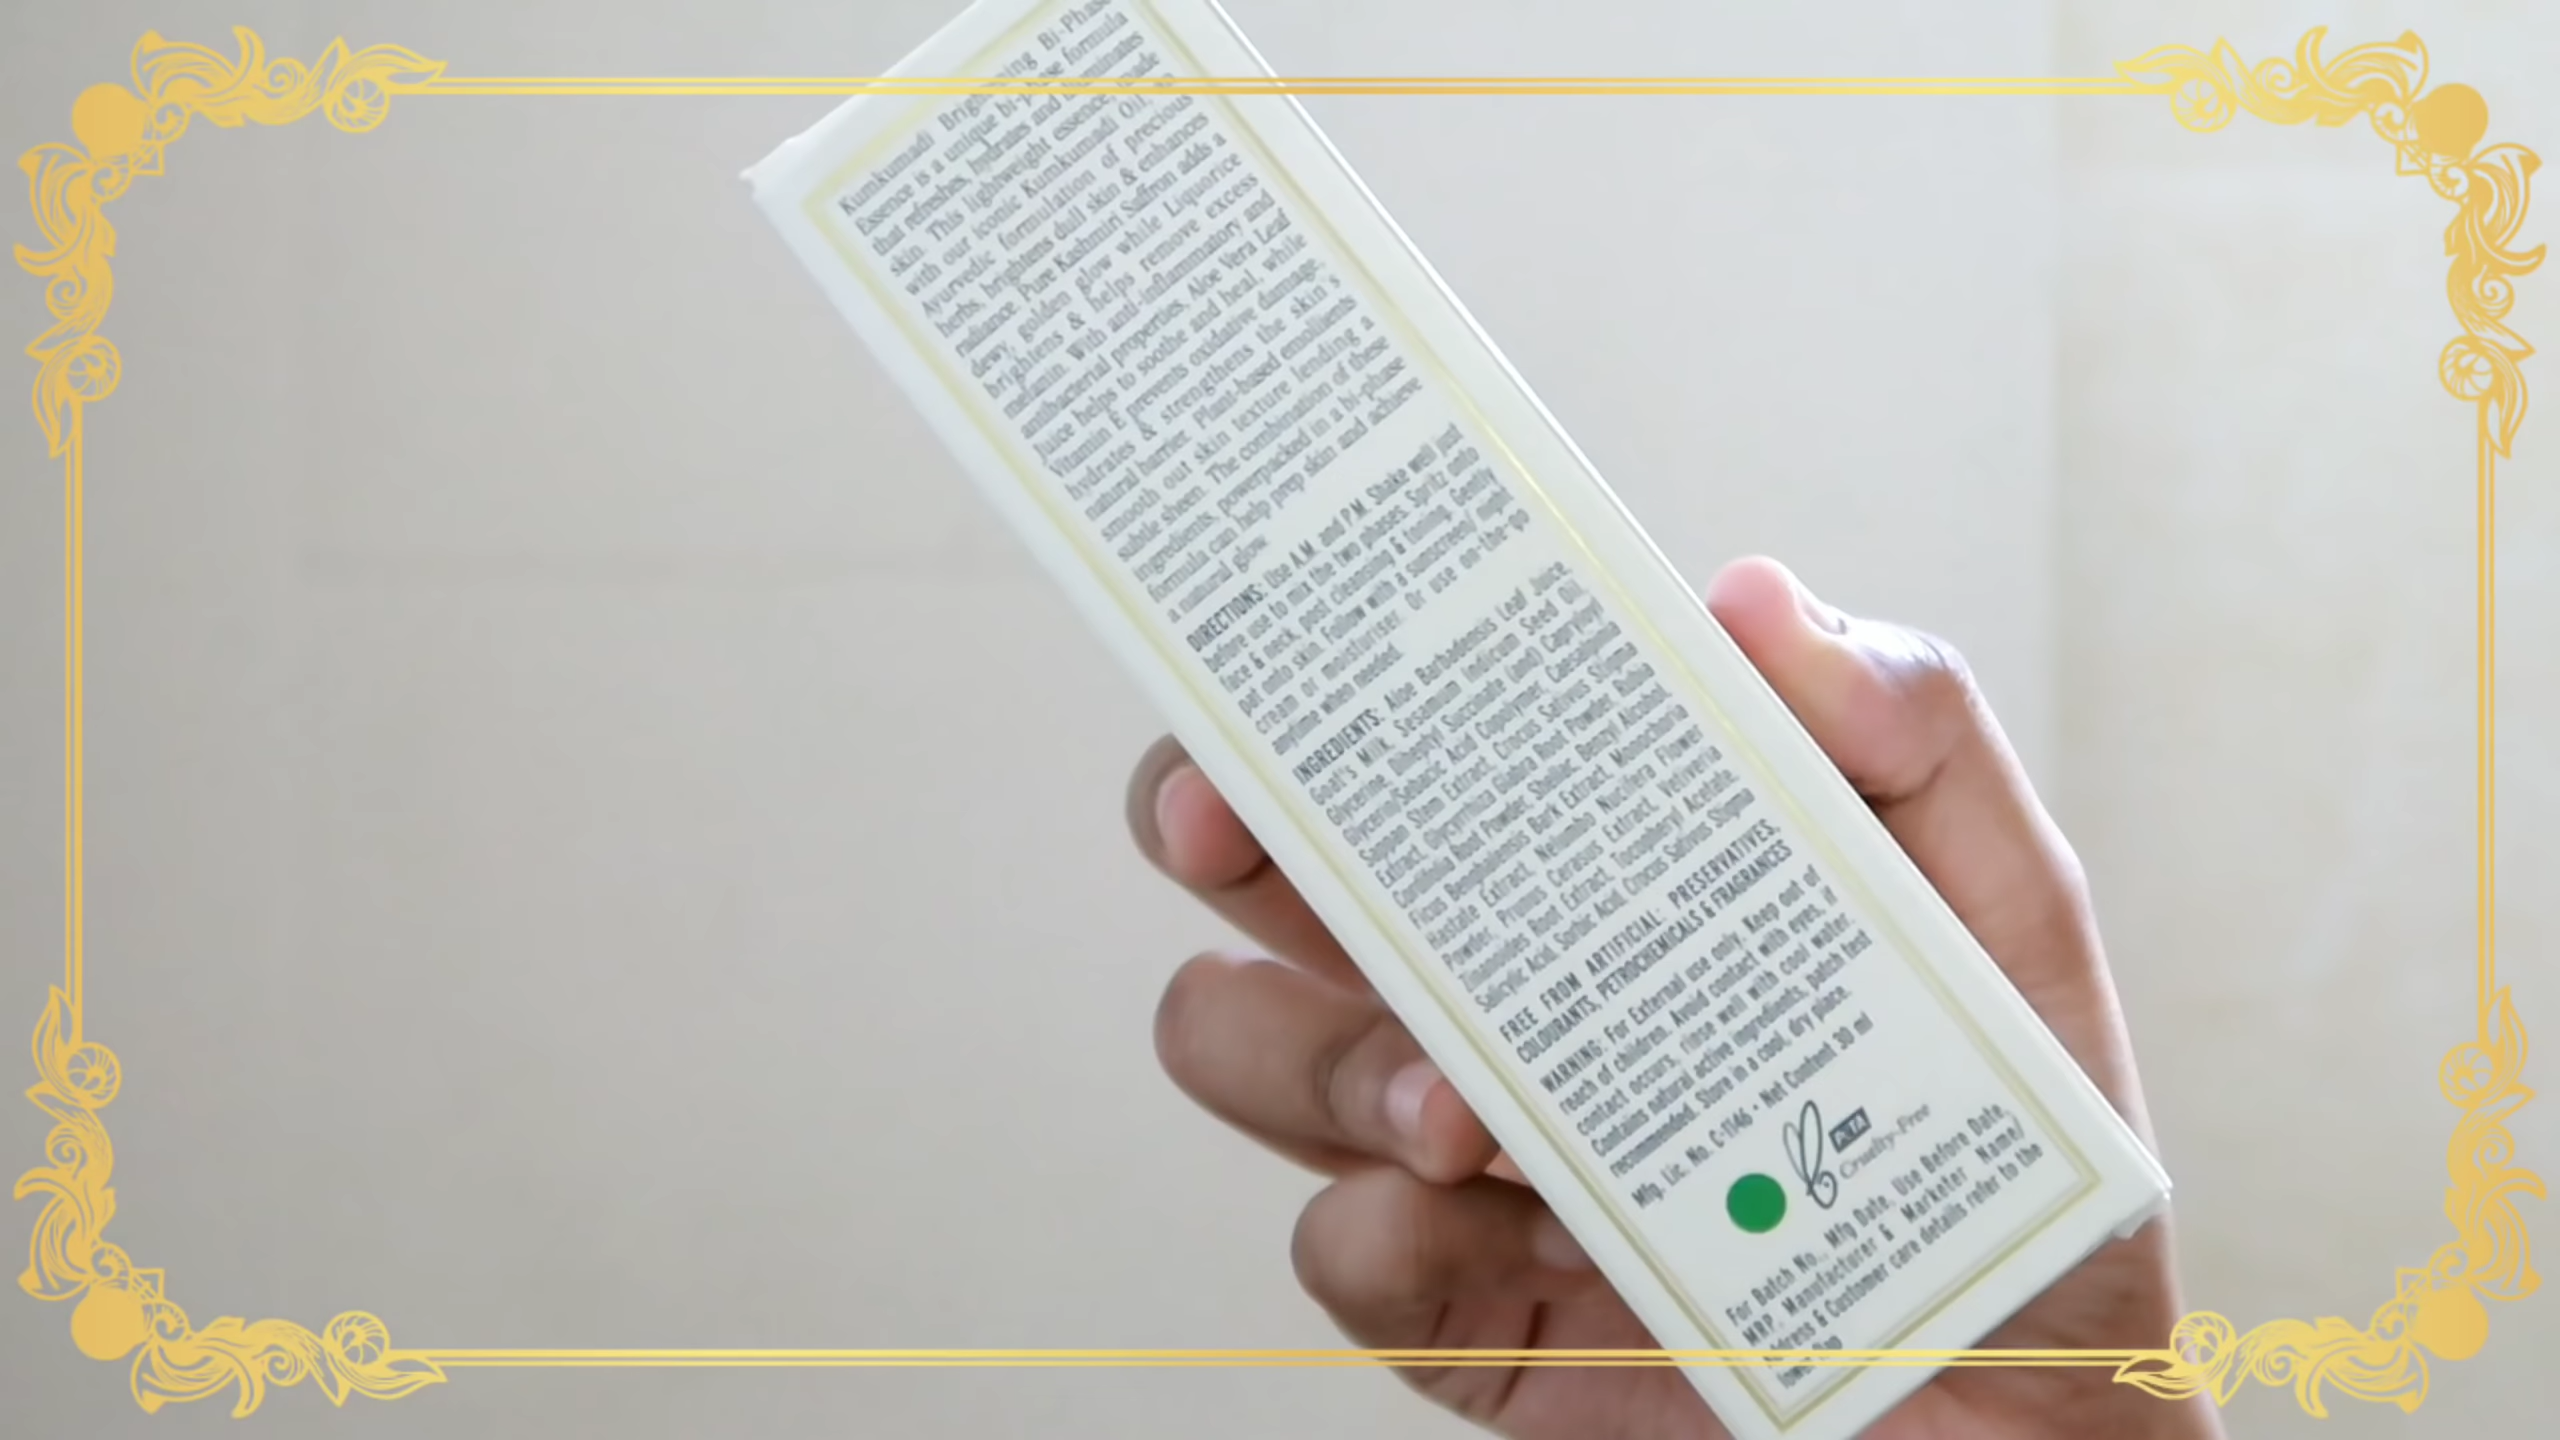 Kumkumadi Brightening Bi-Phase
Essence is a unique bi-phase formula
that refreshes, hydrates and illuminates
skin. This lightweight essence, made
with our iconic Kumkumadi Oil, an
Ayurvedic formulation of precious
herbs, brightens dull skin & enhances
radiance. Pure Kashmiri Saffron adds a
dewy, golden glow while Liquorice
brightens & helps remove excess
melanin. With anti-inflammatory and
antibacterial properties, Aloe Vera Leaf
Juice helps to soothe and heal, while
Vitamin E prevents oxidative damage,
hydrates & strengthens the skin's
natural barrier. Plant-based emollients
smooth out skin texture lending a
subtle sheen. The combination of these
ingredients, powerpacked in a bi-phase
formula can help prep skin and achieve
a natural glow.
DIRECTIONS: Use A.M. and P.M. Shake well just
before use to mix the two phases. Spritz onto
face & neck, post cleansing & toning. Gently
pat onto skin. Follow with a sunscreen/ night
cream or moisturiser. Or use on-the-go
anytime when needed.
INGREDIENTS: Aloe Barbadensis Leaf Juice,
Goat's Milk, Sesamum Indicum Seed Oil,
Glycerine, Diheptyl Succinate (and) Capryloyl
Glycerin/Sebacic Acid Copolymer, Caesalpinia
Sappan Stem Extract, Crocus Sativus Stigma
Extract, Glycyrrhiza Glabra Root Powder, Rubia
Cordifolia Root Powder, Shellac, Benzyl Alcohol,
Ficus Benghalensis Bark Extract, Monochoria
Hastate Extract, Nelumbo Nucifera Flower
Powder, Prunus Cerasus Extract, Vetiveria
Zinanoides Root Extract, Tocopheryl Acetate,
Salicylic Acid, Sorbic Acid, Crocus Sativus Stigma
FREE FROM ARTIFICIAL: PRESERVATIVES,
COLOURANTS, PETROCHEMICALS & FRAGRANCES
WARNING: For External use only. Keep out of
reach of children. Avoid contact with eyes, if
contact occurs, rinse well with cool water.
Contains natural active ingredients, patch test
recommended. Store in a cool, dry place.
Mfg. Lic. No. C-1146 • Net Content 30 ml
PETA
Cruelty-Free
For Batch No., Mfg Date, Use Before Date,
MRP, Manufacturer & Marketer Name/
Address & Customer care details refer to the
lower flap